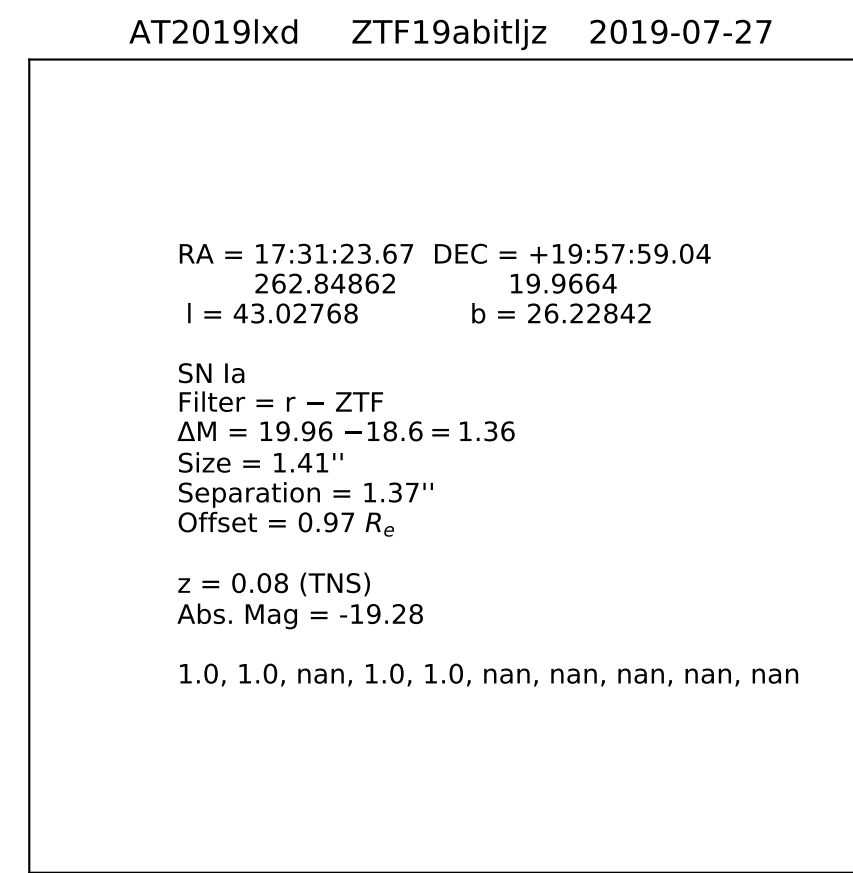 AT2019lxd ZTF19abitljz 2019-07-27
RA = 17:31:23.67 DEC = +19:57:59.04
262.84862 19.9664
l = 43.02768 b = 26.22842
SN Ia
Filter = r − ZTF
ΔM = 19.96 −18.6 = 1.36
Size = 1.41''
Separation = 1.37''
Offset = 0.97 Rₑ
z = 0.08 (TNS)
Abs. Mag = -19.28
1.0, 1.0, nan, 1.0, 1.0, nan, nan, nan, nan, nan